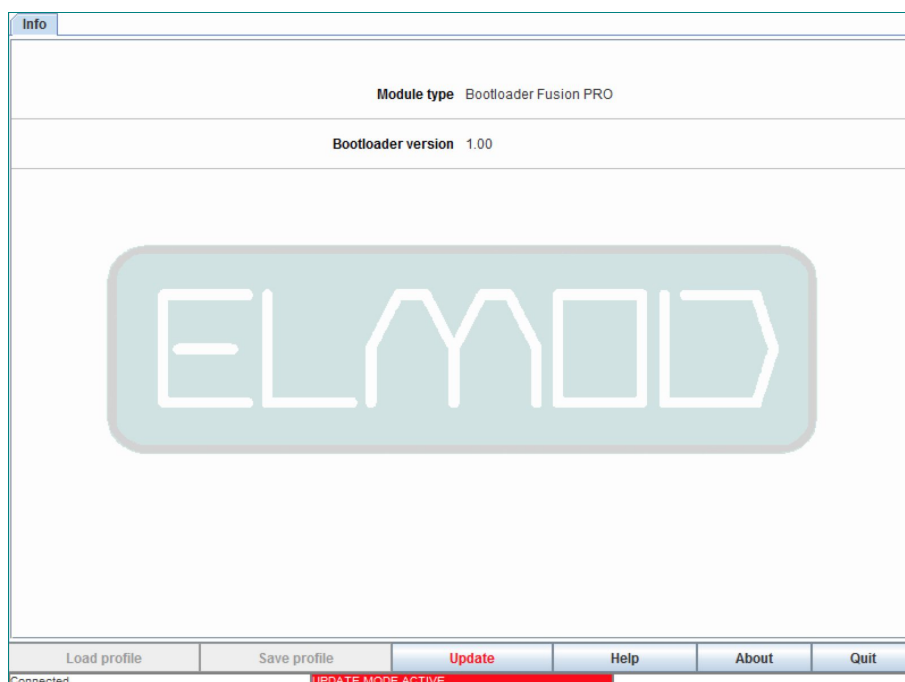 Info
Module type Bootloader Fusion PRO
Bootloader version 1.00
ELMOD
Load profile Save profile Update Help About Quit
Connected UPDATE MODE ACTIVE